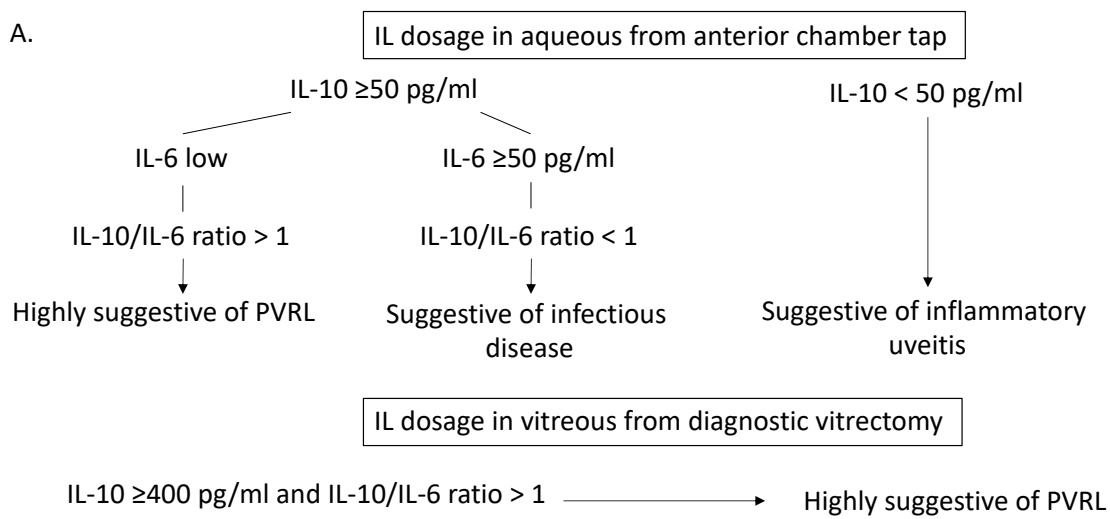 A.
IL dosage in aqueous from anterior chamber tap
IL-10 ≥50 pg/ml
IL-10 < 50 pg/ml
IL-6 low
IL-6 ≥50 pg/ml
IL-10/IL-6 ratio > 1
IL-10/IL-6 ratio < 1
Highly suggestive of PVRL
Suggestive of infectious
disease
Suggestive of inflammatory
uveitis
IL dosage in vitreous from diagnostic vitrectomy
IL-10 ≥400 pg/ml and IL-10/IL-6 ratio > 1
Highly suggestive of PVRL